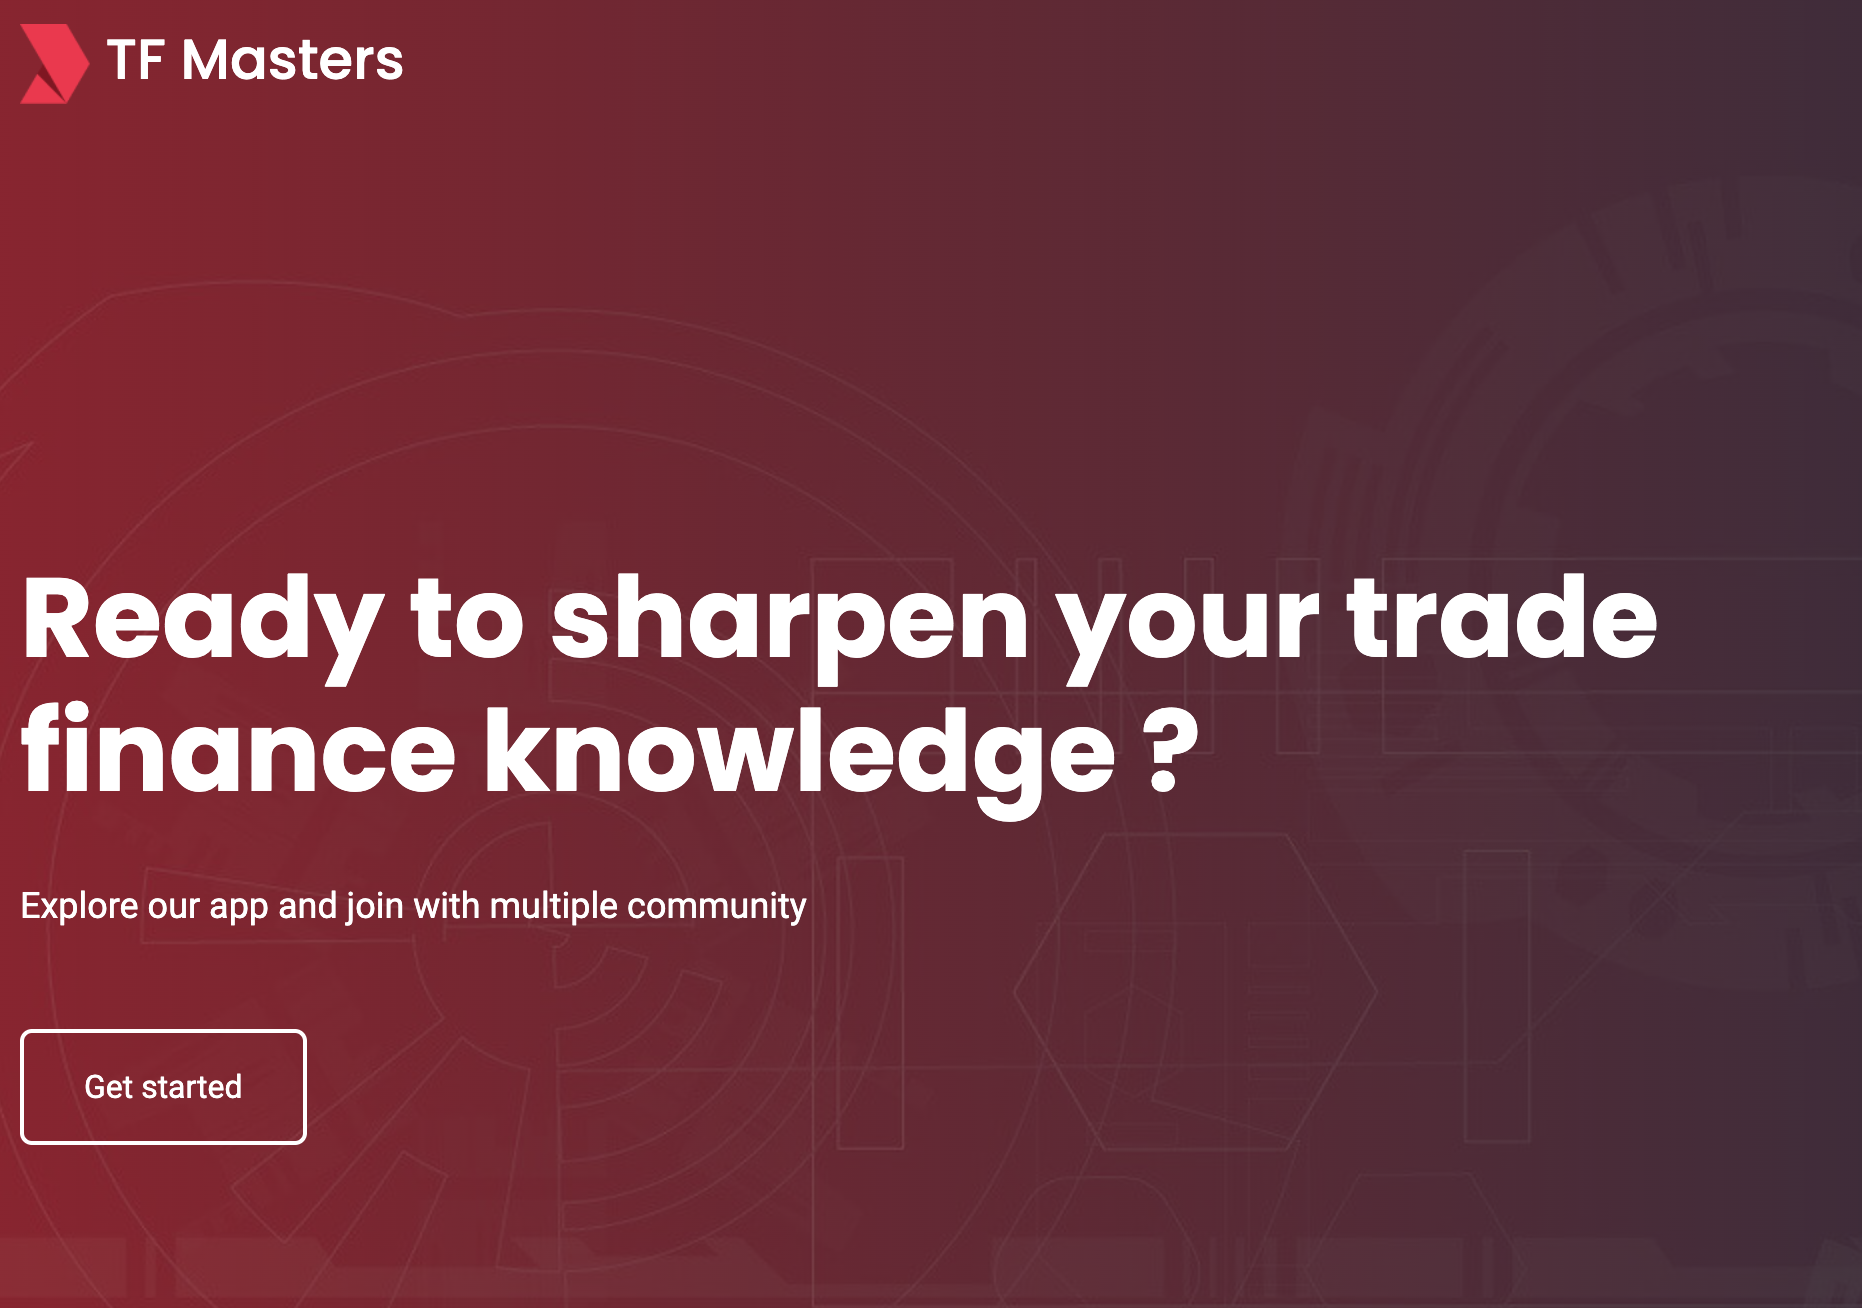 TF Masters
Ready to sharpen your trade
finance knowledge ?
Explore our app and join with multiple community
Get started